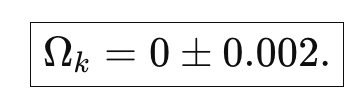 Ωₖ = 0 ± 0.002.